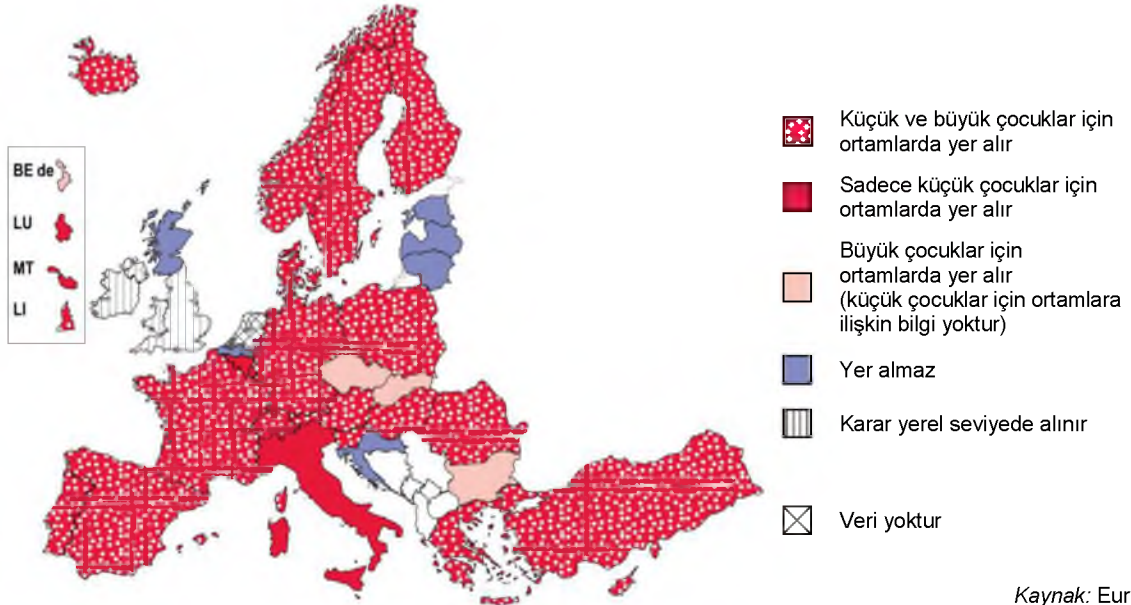 BE de
LU
MT
LI
Küçük ve büyük çocuklar için
ortamlarda yer alır
Sadece küçük çocuklar için
ortamlarda yer alır
Büyük çocuklar için
ortamlarda yer alır
(küçük çocuklar için ortamlara
ilişkin bilgi yoktur)
Yer almaz
Karar yerel seviyede alınır
Veri yoktur
Kaynak: Eur